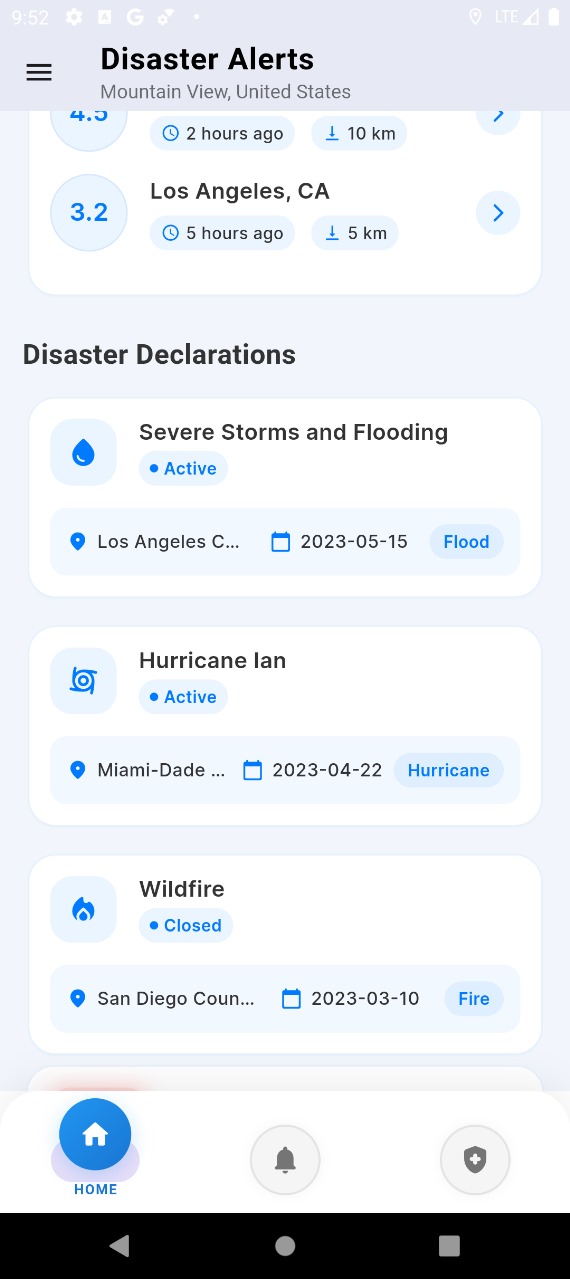 9:52
LTE
Disaster Alerts
Mountain View, United States
4.5
2 hours ago
10 km
3.2
Los Angeles, CA
5 hours ago
5 km
Disaster Declarations
Severe Storms and Flooding
Active
Los Angeles C...
2023-05-15
Flood
Hurricane Ian
Active
Miami-Dade ...
2023-04-22
Hurricane
Wildfire
Closed
San Diego Coun...
2023-03-10
Fire
HOME